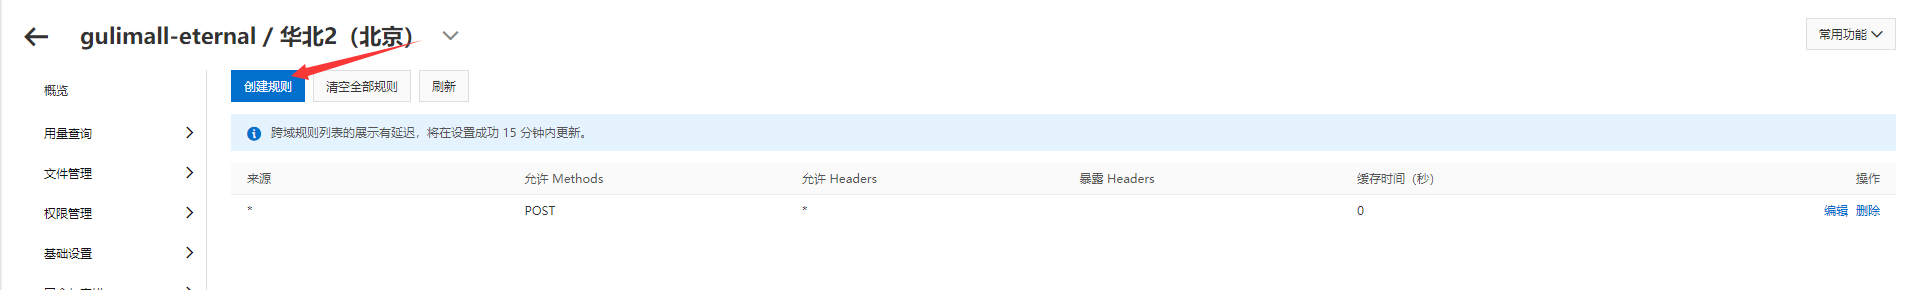 gulimall-eternal / 华北2（北京）
常用功能
概览
创建规则 清空全部规则 刷新
用量查询
跨域规则列表的展示有延迟，将在设置成功 15 分钟内更新。
文件管理
来源 允许 Methods 允许 Headers 暴露 Headers 缓存时间（秒） 操作
权限管理
* POST * 0 编辑 删除
基础设置